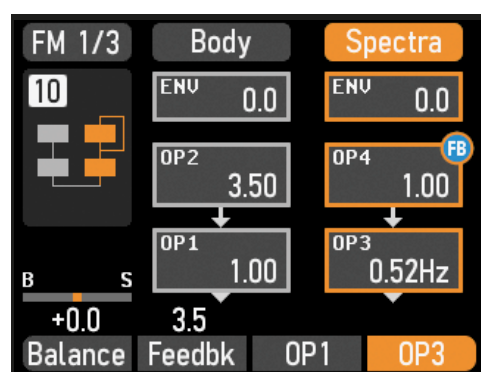 FM 1/3 Body Spectra
10 ENV 0.0 ENV 0.0
FB
OP2 3.50 OP4 1.00
OP1 1.00 OP3 0.52Hz
B S
+0.0 3.5
Balance Feedbk OP1 OP3